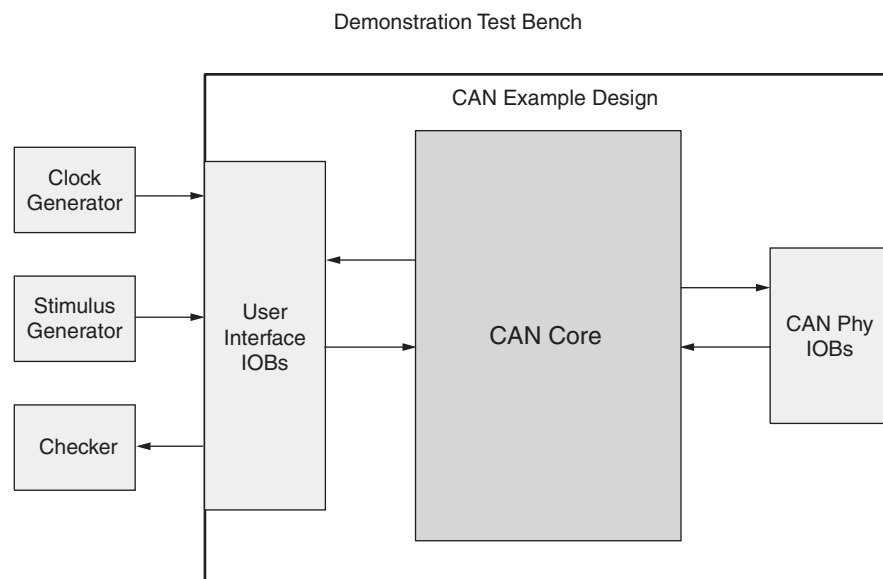 Demonstration Test Bench
CAN Example Design
Clock
Generator
Stimulus
Generator
Checker
User
Interface
IOBs
CAN Core
CAN Phy
IOBs